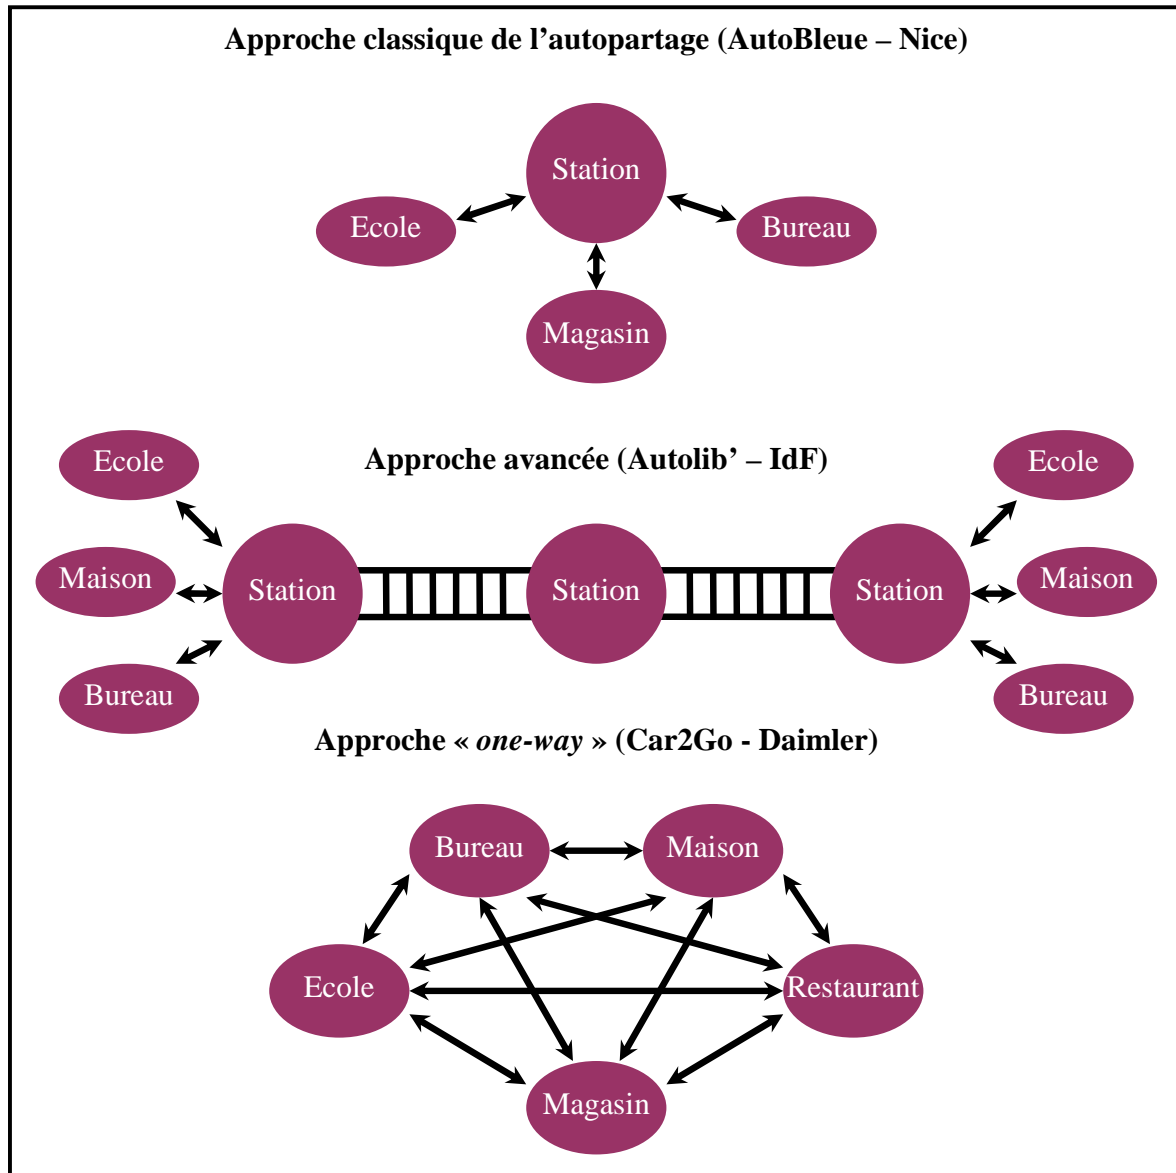 Approche classique de l’autopartage (AutoBleue – Nice)
Station
Ecole
Bureau
Magasin
Approche avancée (Autolib’ – IdF)
Ecole
Ecole
Maison
Station
Station
Station
Maison
Bureau
Bureau
Approche « one-way » (Car2Go - Daimler)
Bureau
Maison
Ecole
Restaurant
Magasin